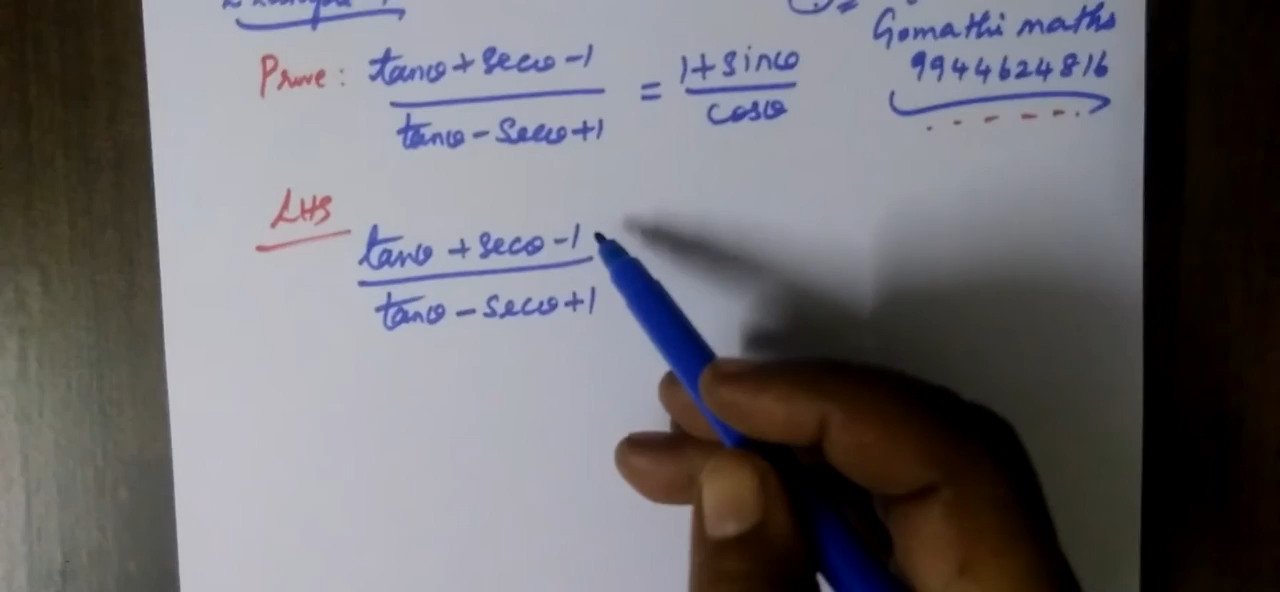 Gomathi maths
Prove: tanθ+secθ-1 / tanθ-secθ+1 = 1+sinθ / cosθ
9944624816
LHS
tanθ +secθ-1
tanθ-secθ+1